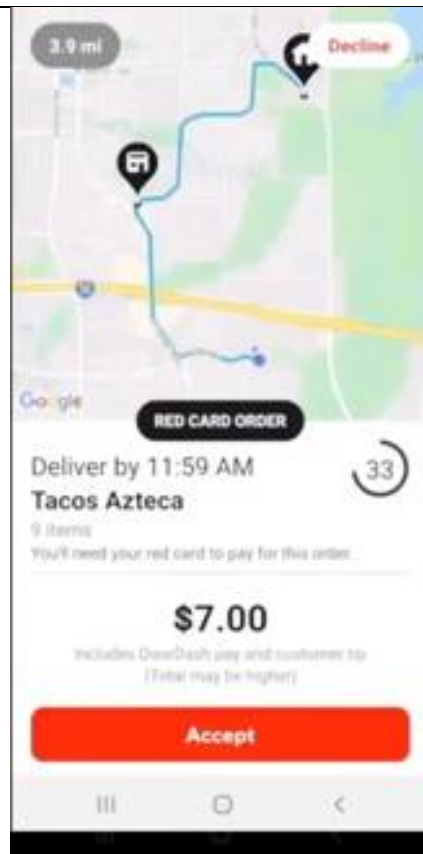 3.9 mi
Decline
Google
RED CARD ORDER
Deliver by 11:59 AM
33
Tacos Azteca
9 items
You'll need your red card to pay for this order.
$7.00
Includes DoorDash pay and customer tip
(Total may be higher)
Accept